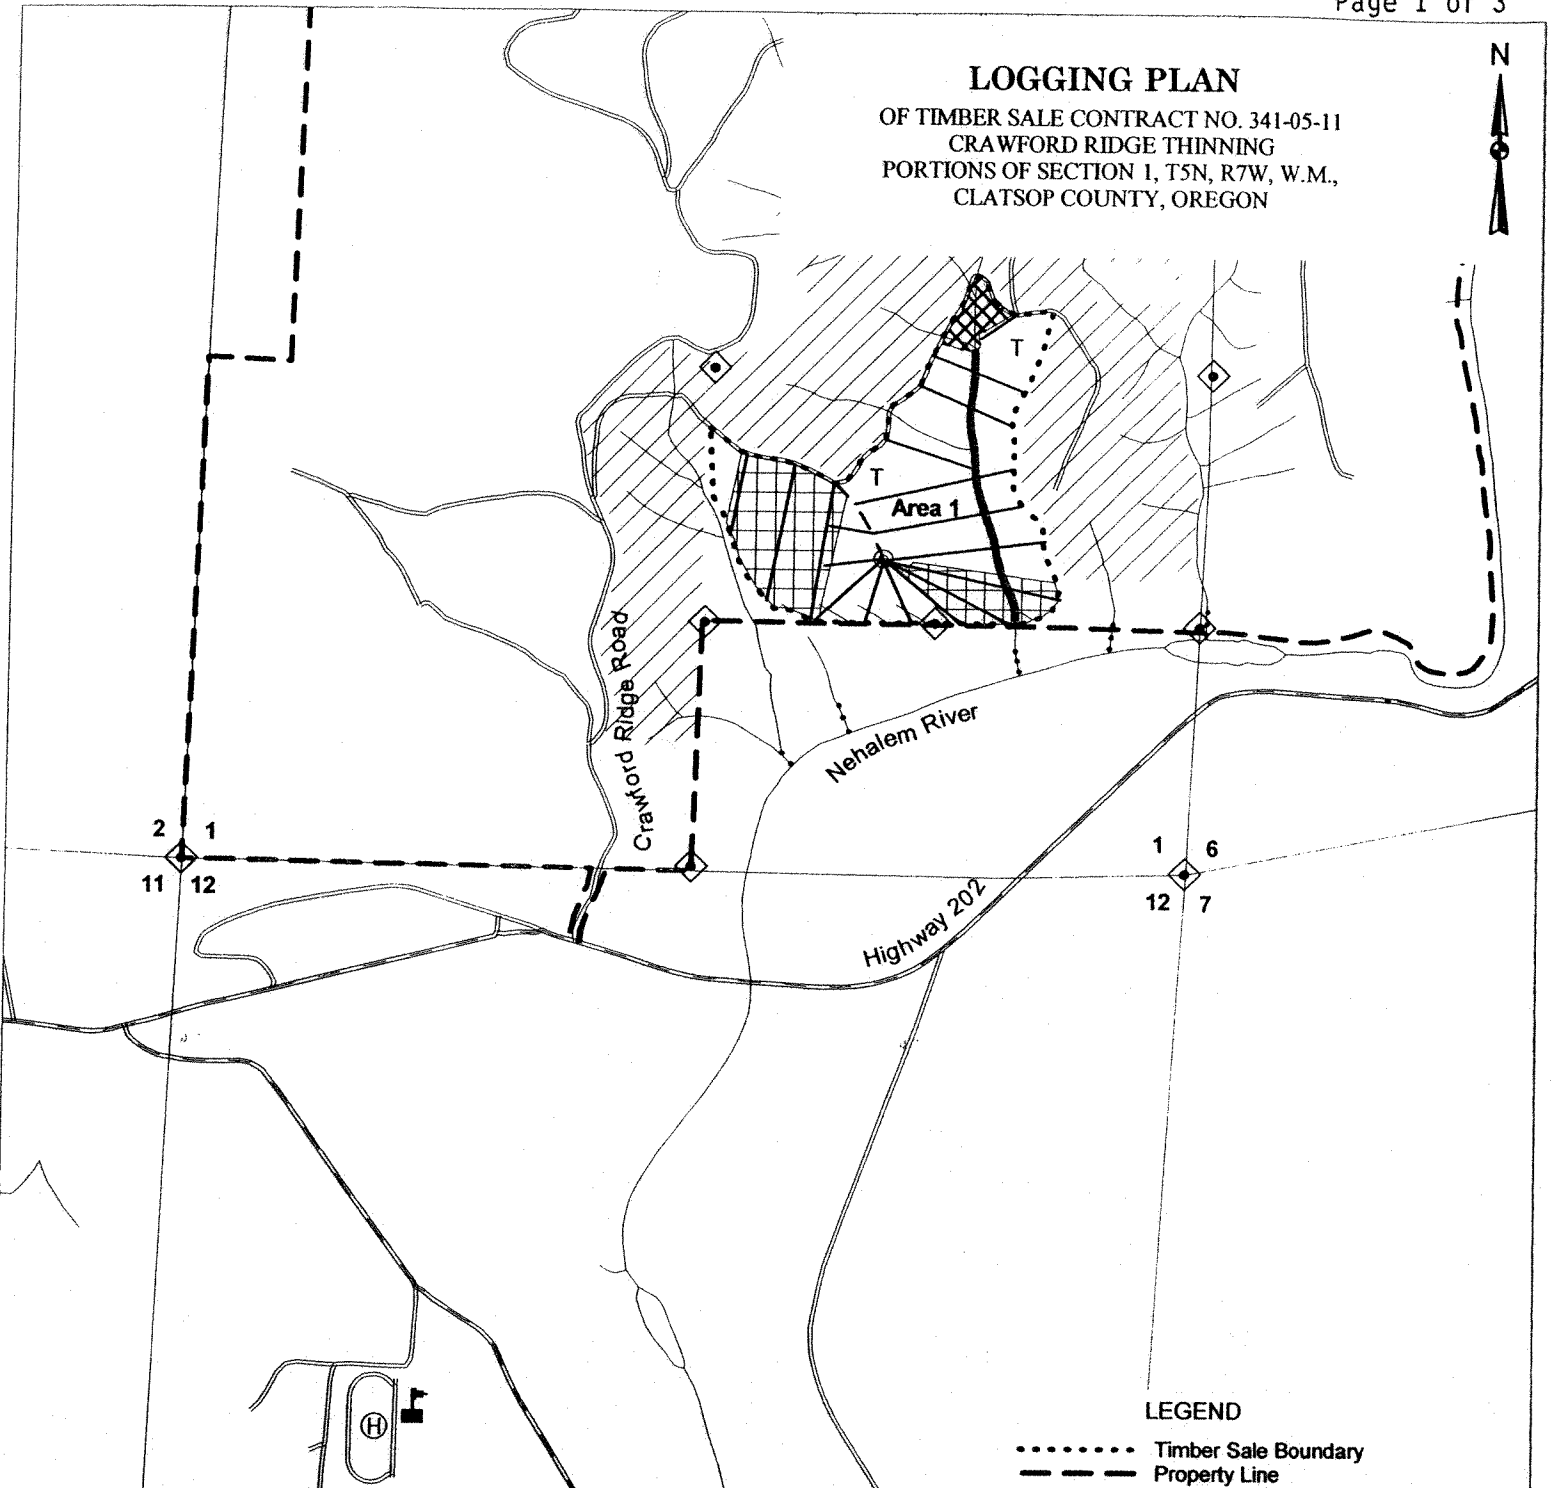 Page 1 of 3
N
LOGGING PLAN
OF TIMBER SALE CONTRACT NO. 341-05-11
CRAWFORD RIDGE THINNING
PORTIONS OF SECTION 1, T5N, R7W, W.M.,
CLATSOP COUNTY, OREGON
T
T
Area 1
Crawford Ridge Road
Nehalem River
2 1
11 12
1 6
12 7
Highway 202
H
LEGEND
Timber Sale Boundary
Property Line